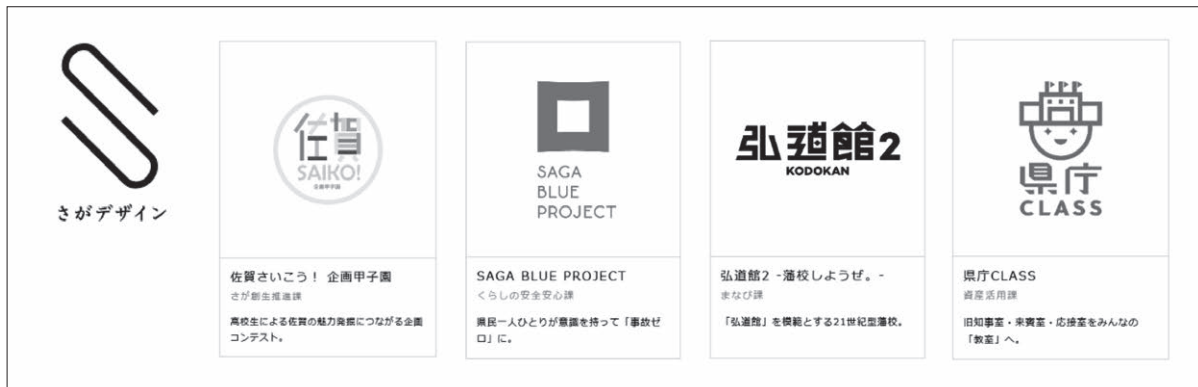 さがデザイン
佐賀
SAIKO!
企画甲子園
佐賀さいこう！ 企画甲子園
さが創生推進課
高校生による佐賀の魅力発掘につながる企画
コンテスト。
SAGA
BLUE
PROJECT
SAGA BLUE PROJECT
くらしの安全安心課
県民一人ひとりが意識を持って「事故ゼ
ロ」に。
弘道館2
KODOKAN
弘道館2 -藩校しようぜ。-
まなび課
「弘道館」を模範とする21世紀型藩校。
県庁
CLASS
県庁CLASS
資産活用課
旧知事室・来賓室・応接室をみんなの
「教室」へ。